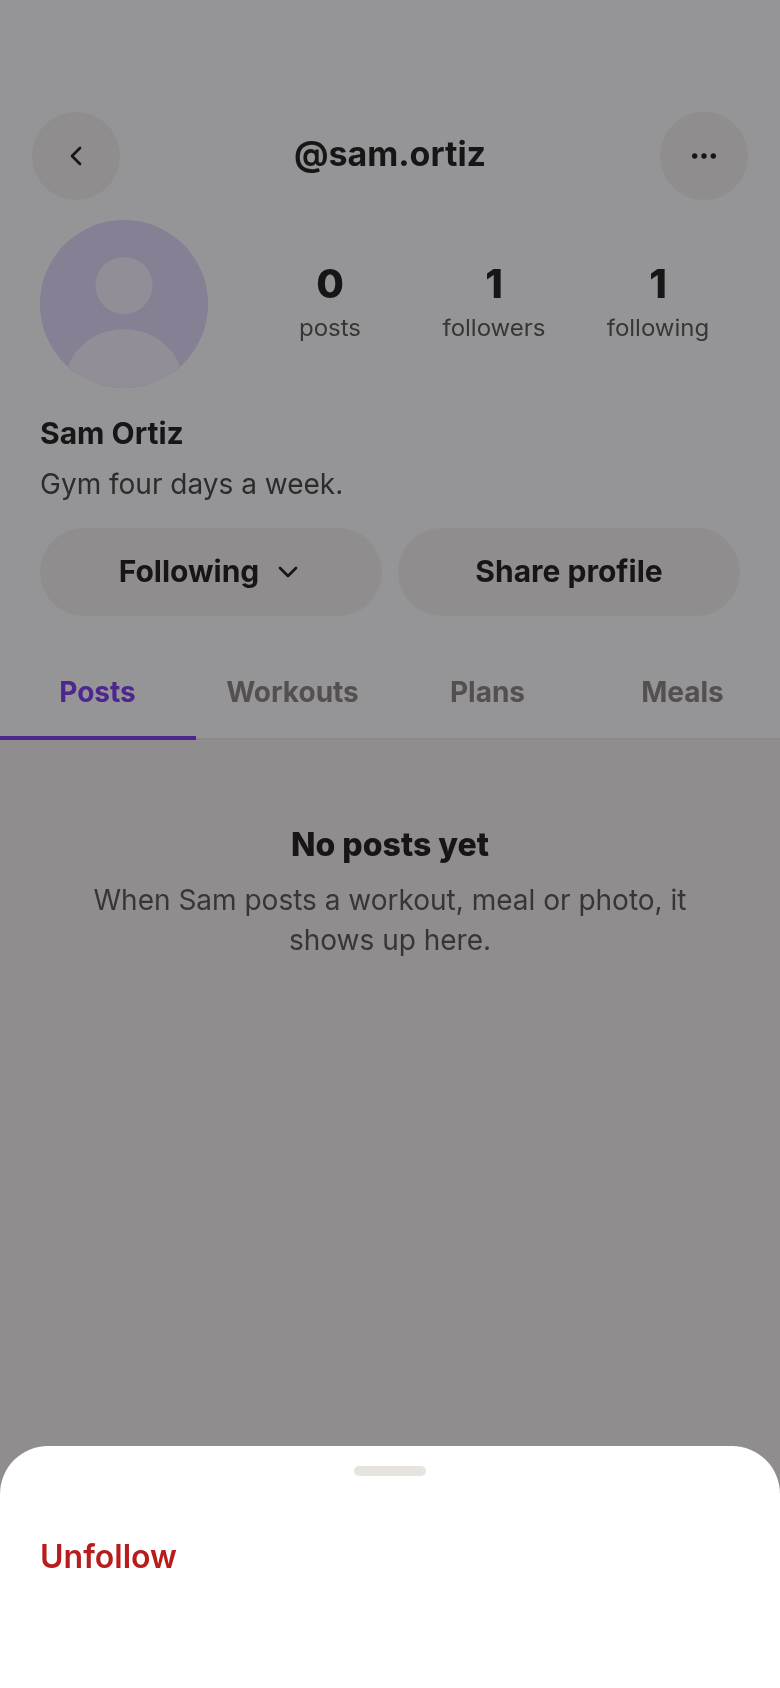 @sam.ortiz
0
posts
1
followers
1
following
Sam Ortiz
Gym four days a week.
Following
Share profile
Posts
Workouts
Plans
Meals
No posts yet
When Sam posts a workout, meal or photo, it
shows up here.
Unfollow